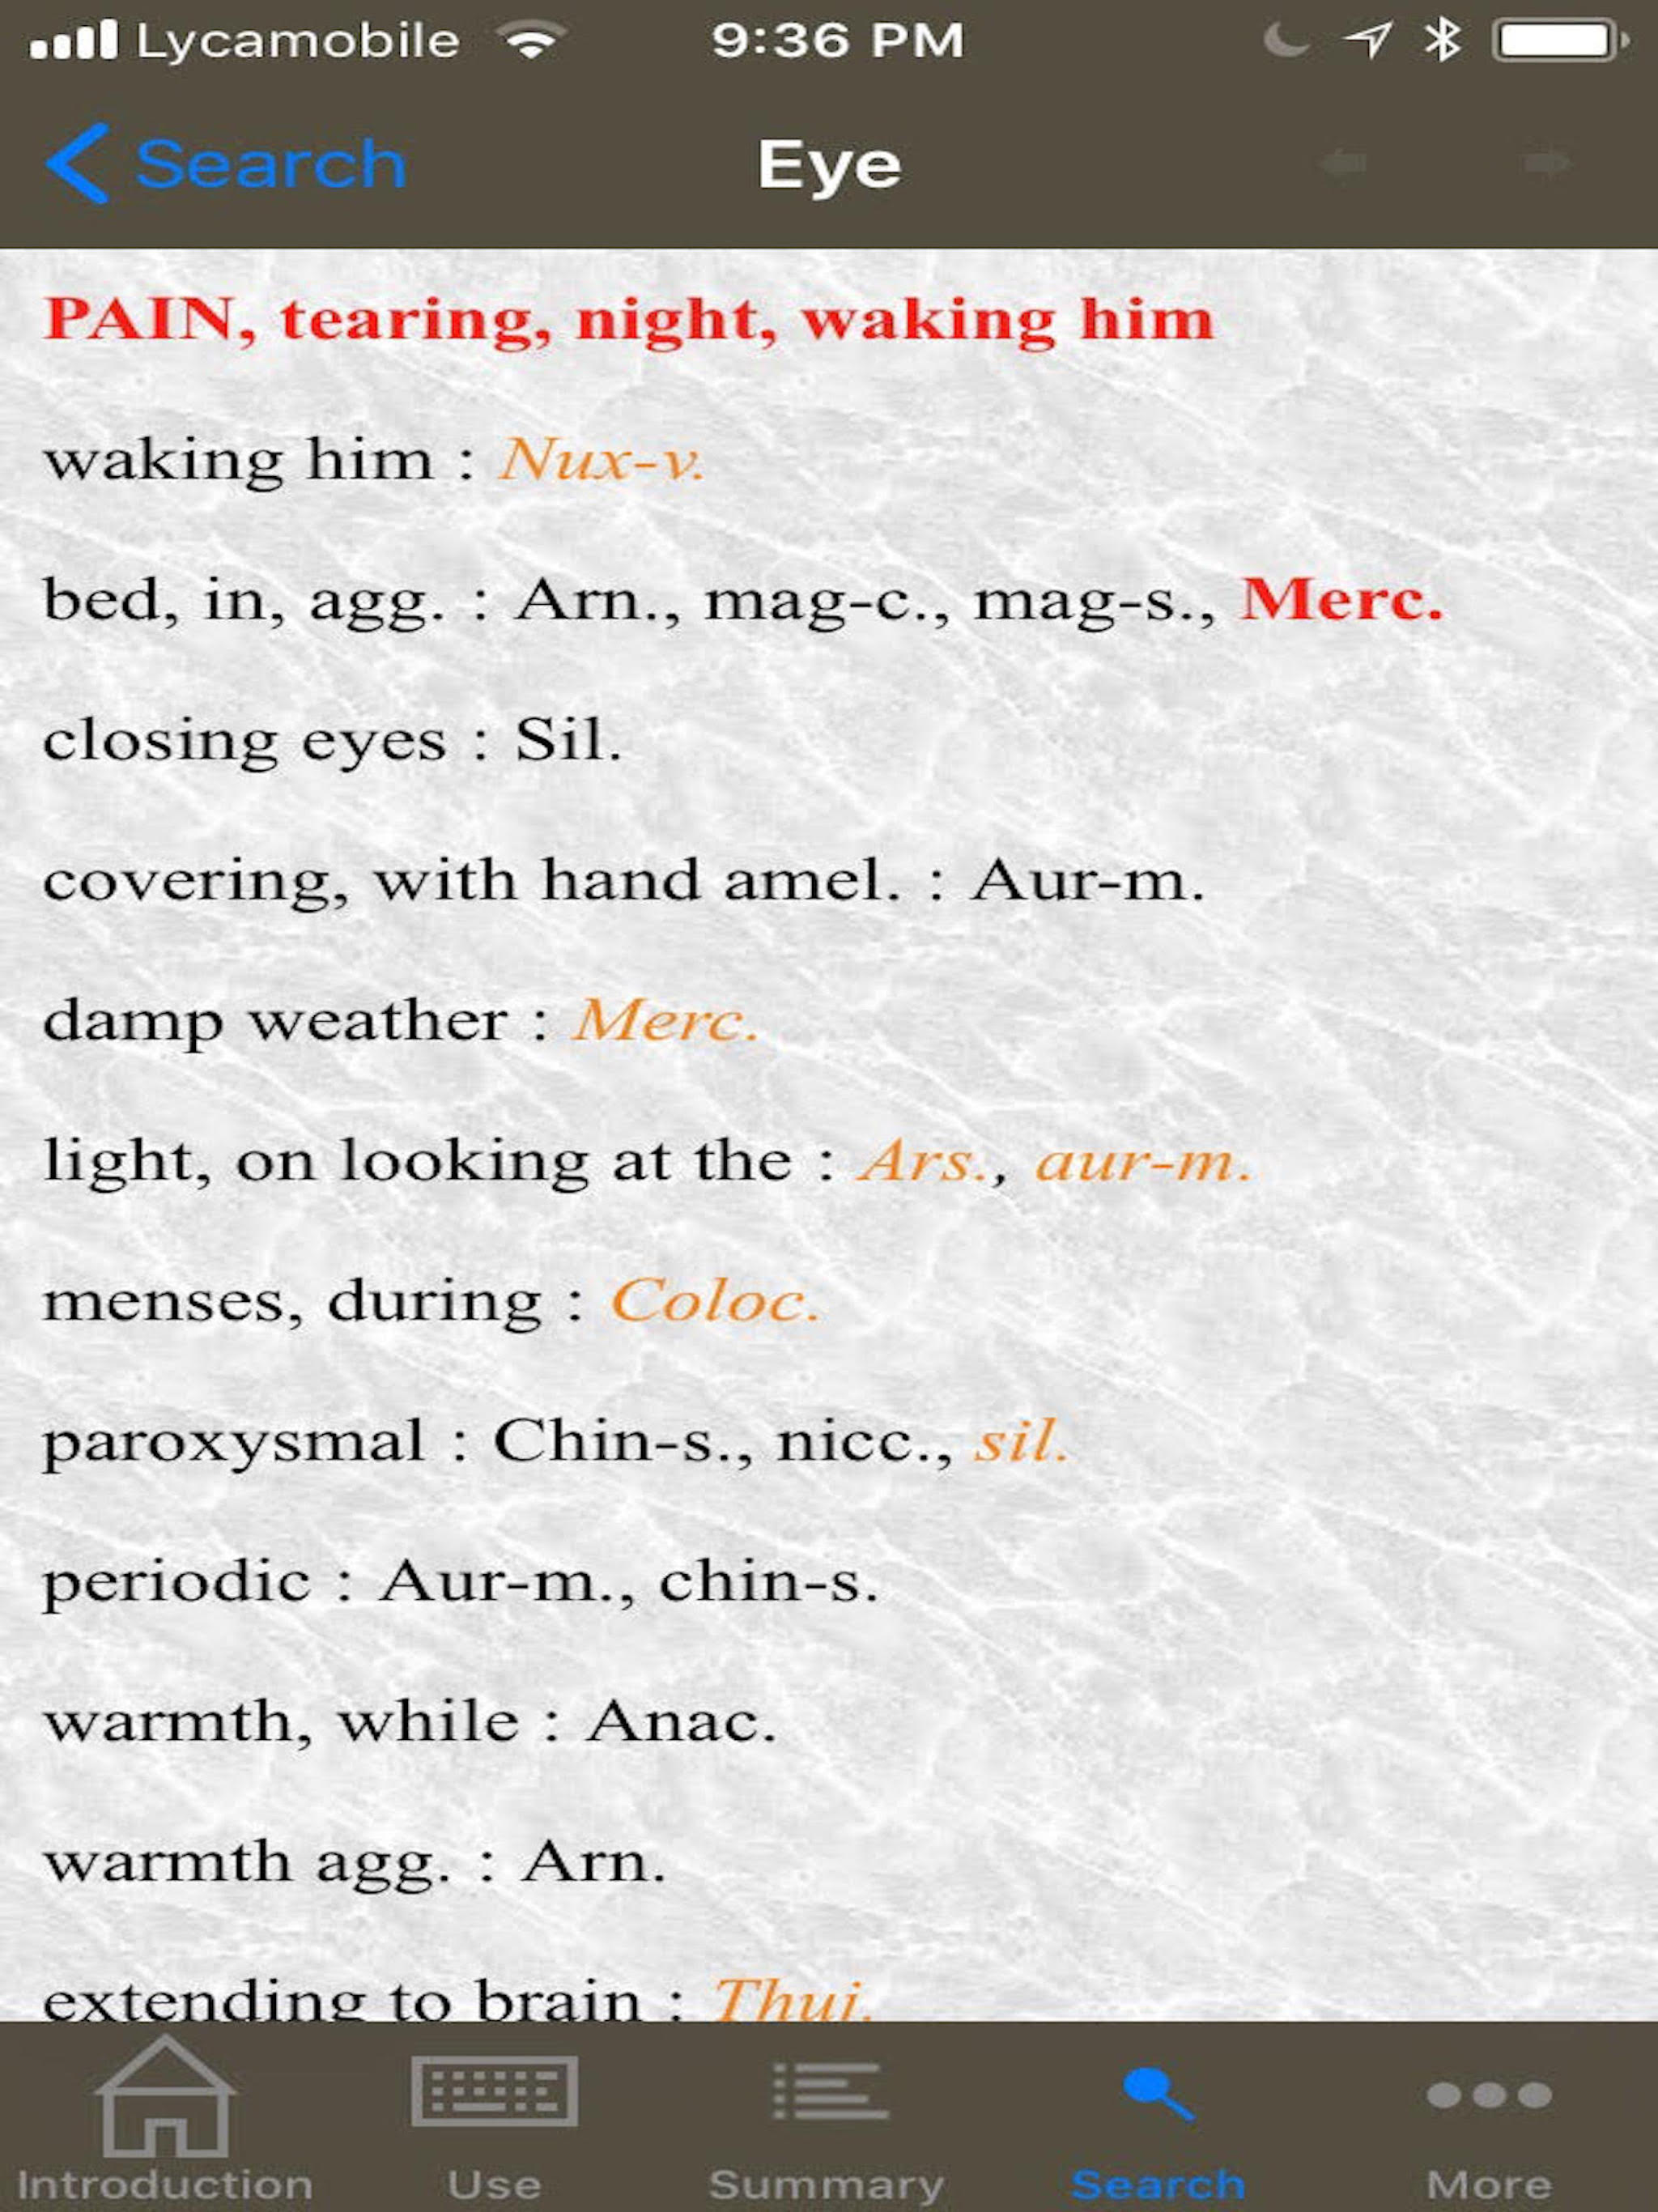 Lycamobile 9:36 PM
Search Eye
PAIN, tearing, night, waking him
waking him : Nux-v.
bed, in, agg. : Arn., mag-c., mag-s., Merc.
closing eyes : Sil.
covering, with hand amel. : Aur-m.
damp weather : Merc.
light, on looking at the : Ars., aur-m.
menses, during : Coloc.
paroxysmal : Chin-s., nicc., sil.
periodic : Aur-m., chin-s.
warmth, while : Anac.
warmth agg. : Arn.
extending to brain : Thuj.
Introduction Use Summary Search More